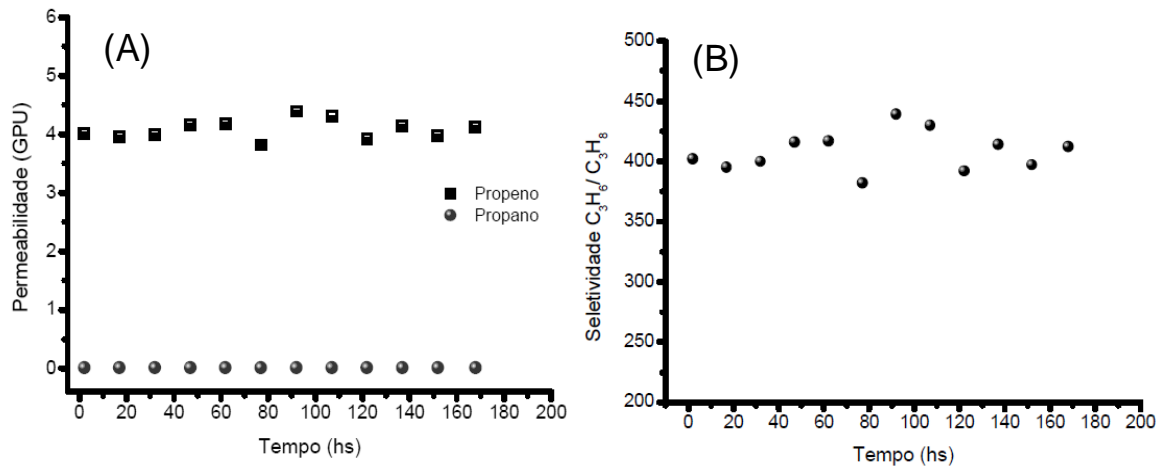 (A)
6
5
4
3
2
1
0
Permeabilidade (GPU)
Propeno
Propano
0 20 40 60 80 100 120 140 160 180 200
Tempo (hs)
(B)
500
450
400
350
300
250
200
Seletividade C₃H₆/ C₃H₈
0 20 40 60 80 100 120 140 160 180 200
Tempo (hs)